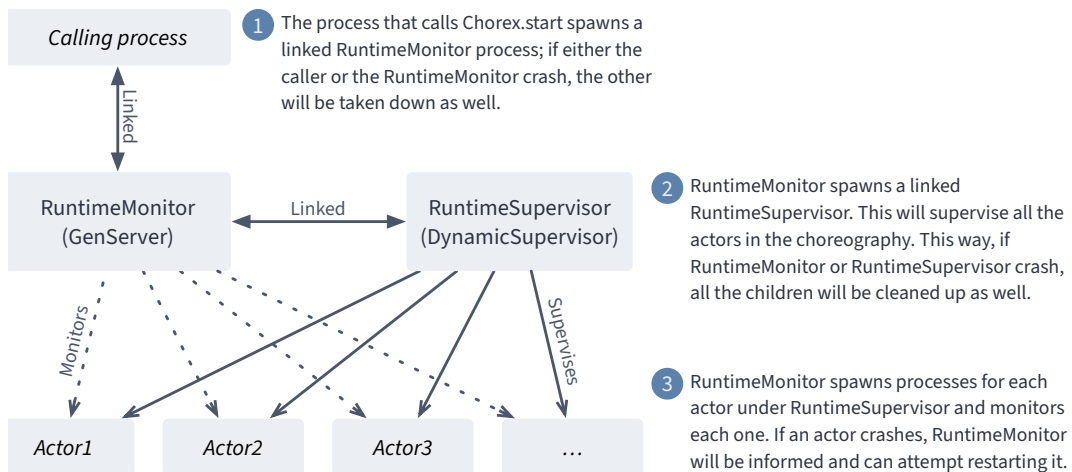 Calling process
1
The process that calls Chorex.start spawns a
linked RuntimeMonitor process; if either the
caller or the RuntimeMonitor crash, the other
will be taken down as well.
Linked
RuntimeMonitor
(GenServer)
Linked
RuntimeSupervisor
(DynamicSupervisor)
2
RuntimeMonitor spawns a linked
RuntimeSupervisor. This will supervise all the
actors in the choreography. This way, if
RuntimeMonitor or RuntimeSupervisor crash,
all the children will be cleaned up as well.
Monitors
Supervises
3
RuntimeMonitor spawns processes for each
actor under RuntimeSupervisor and monitors
each one. If an actor crashes, RuntimeMonitor
will be informed and can attempt restarting it.
Actor1
Actor2
Actor3
…